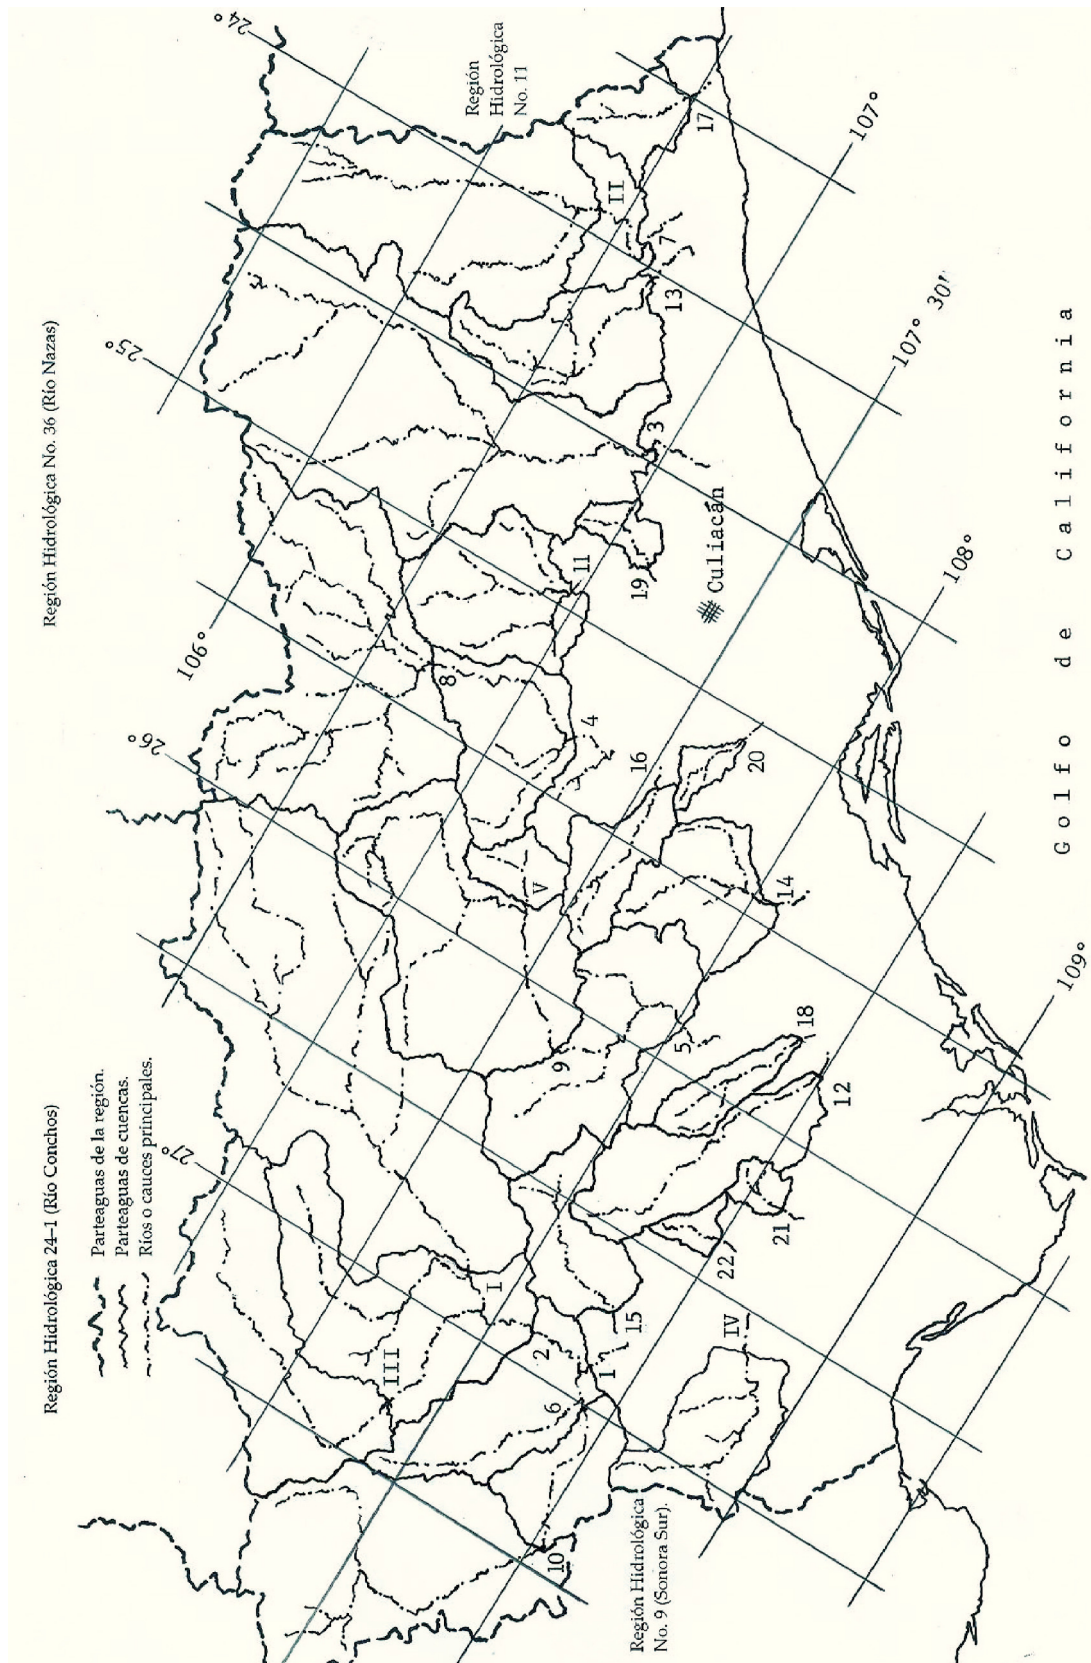 Región Hidrológica 24-1 (Río Conchos)
Región Hidrológica No. 36 (Río Nazas)
Parteaguas de la región.
Parteaguas de cuencas.
Ríos o cauces principales.
Región
Hidrológica
No. 11
Región Hidrológica
No. 9 (Sonora Sur).
27°
26°
25°
24°
106°
107°
107° 30'
108°
109°
10
6
2
1
15
III
I
IV
22
21
12
18
5
9
V
14
20
16
4
8
11
19
3
13
7
II
17
Culiacán
Golfo de California